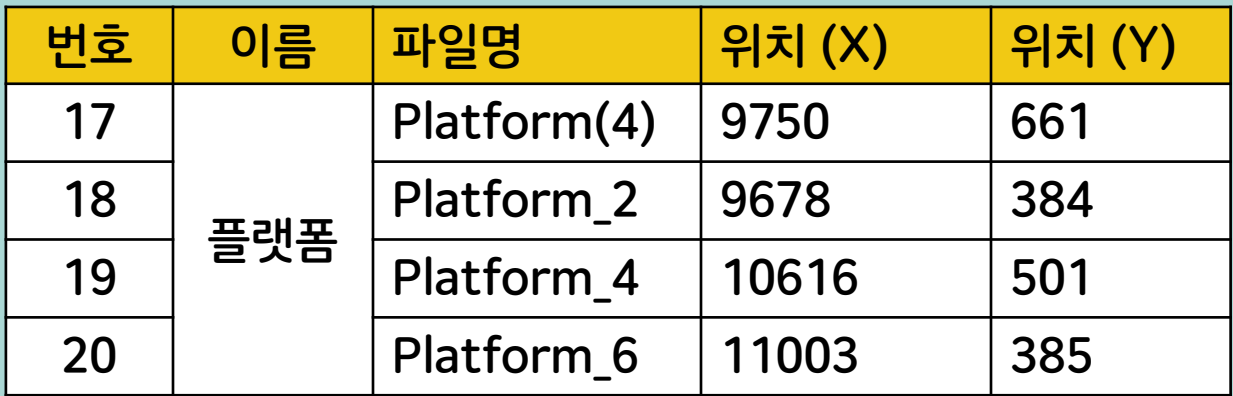 번호 이름 파일명 위치 (X) 위치 (Y)
17 플랫폼 Platform(4) 9750 661
18 Platform_2 9678 384
19 Platform_4 10616 501
20 Platform_6 11003 385